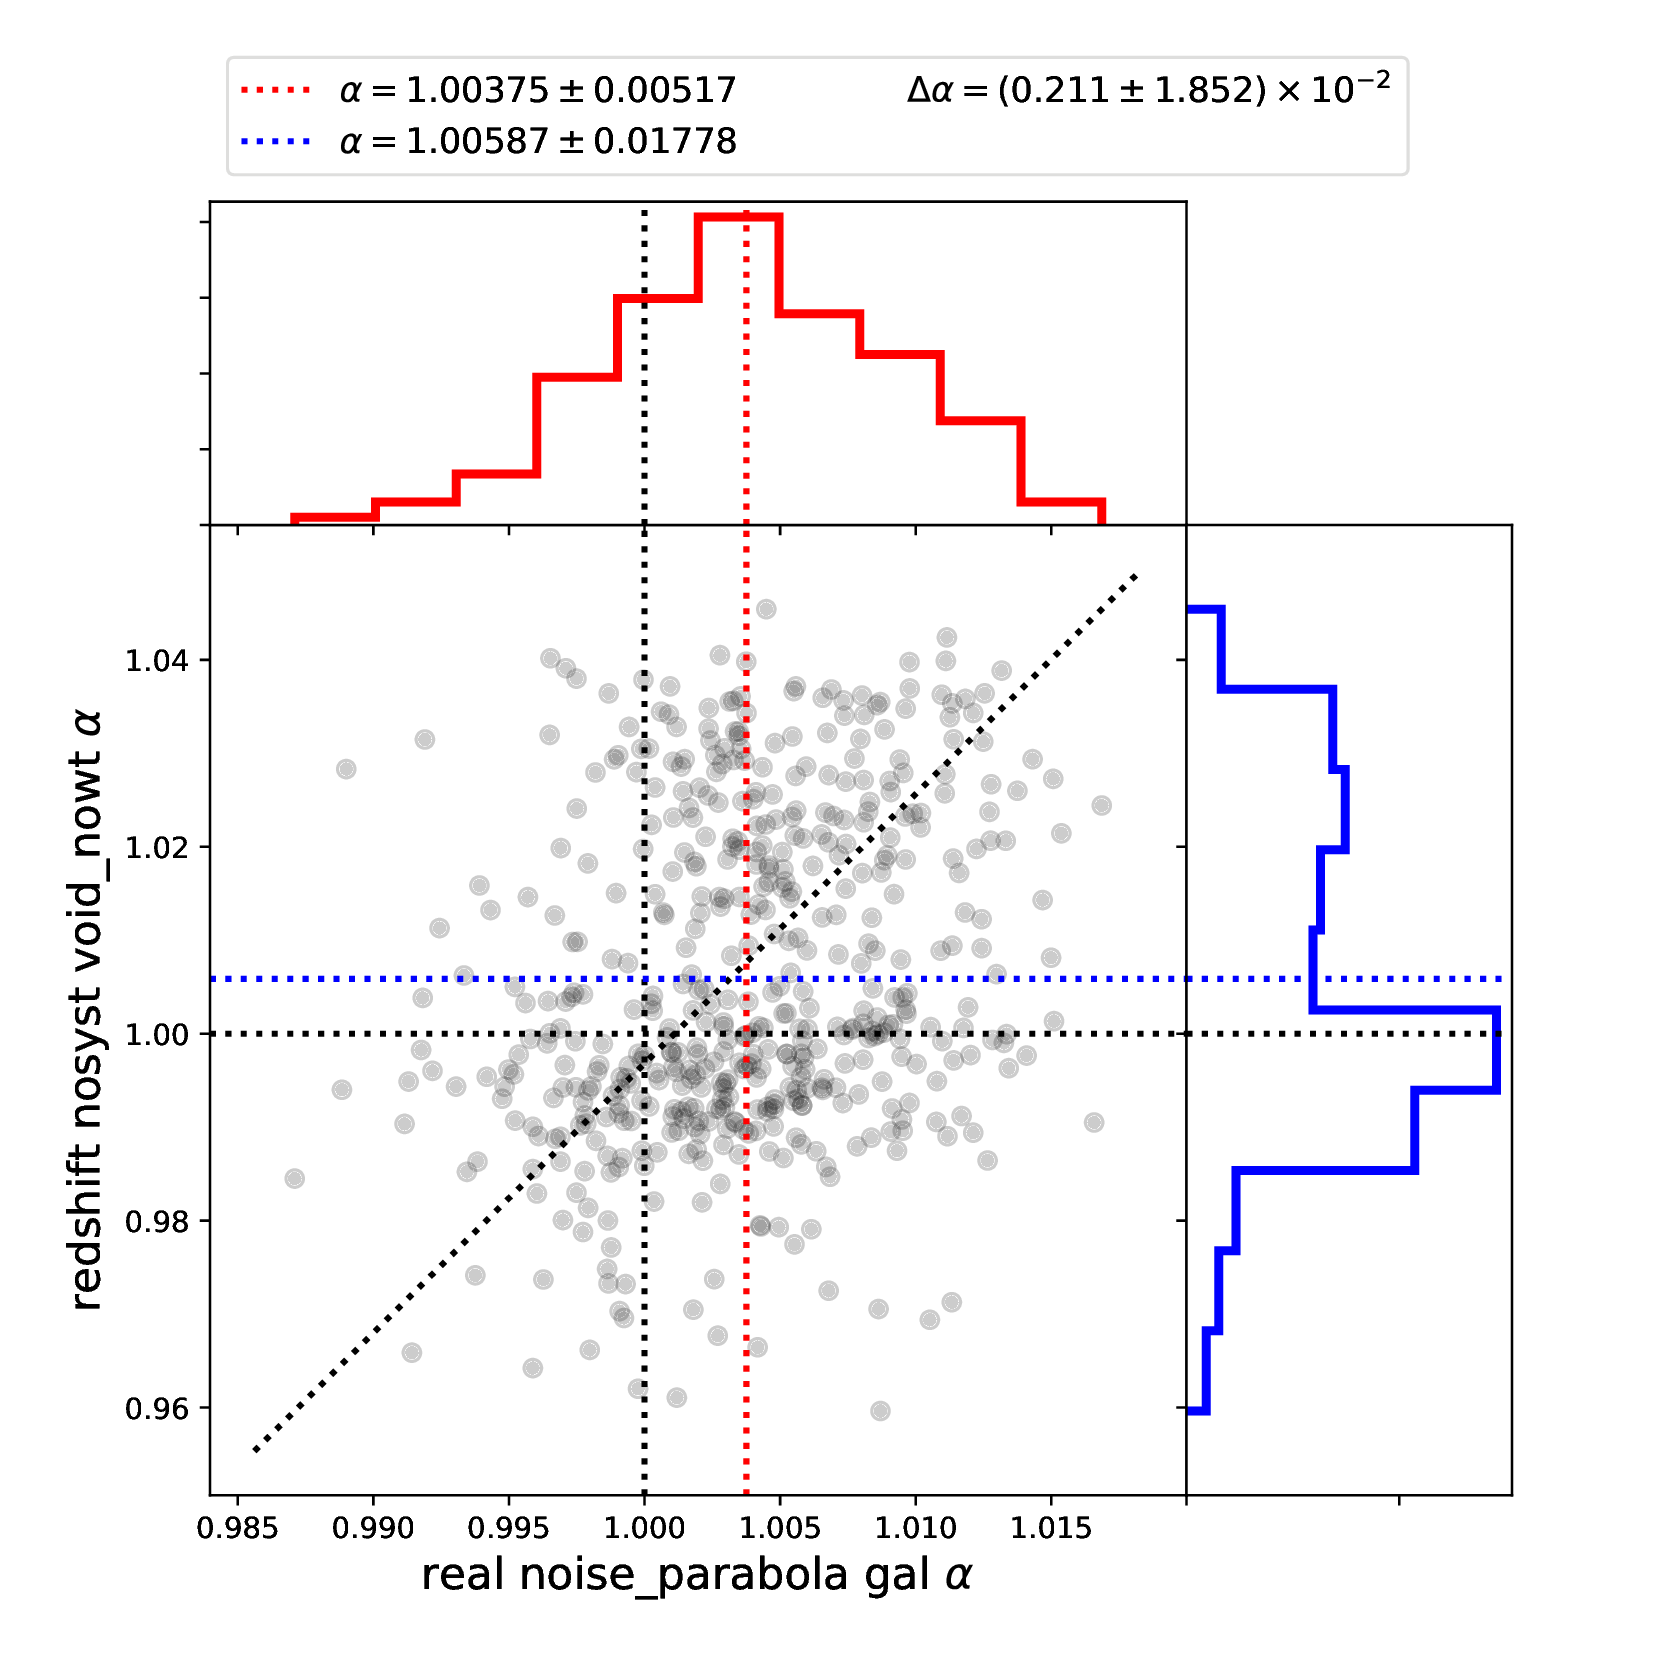 α = 1.00375 ± 0.00517
Δα = (0.211 ± 1.852) × 10⁻²
α = 1.00587 ± 0.01778
redshift nosyst void_nowt α
1.04
1.02
1.00
0.98
0.96
0.985 0.990 0.995 1.000 1.005 1.010 1.015
real noise_parabola gal α